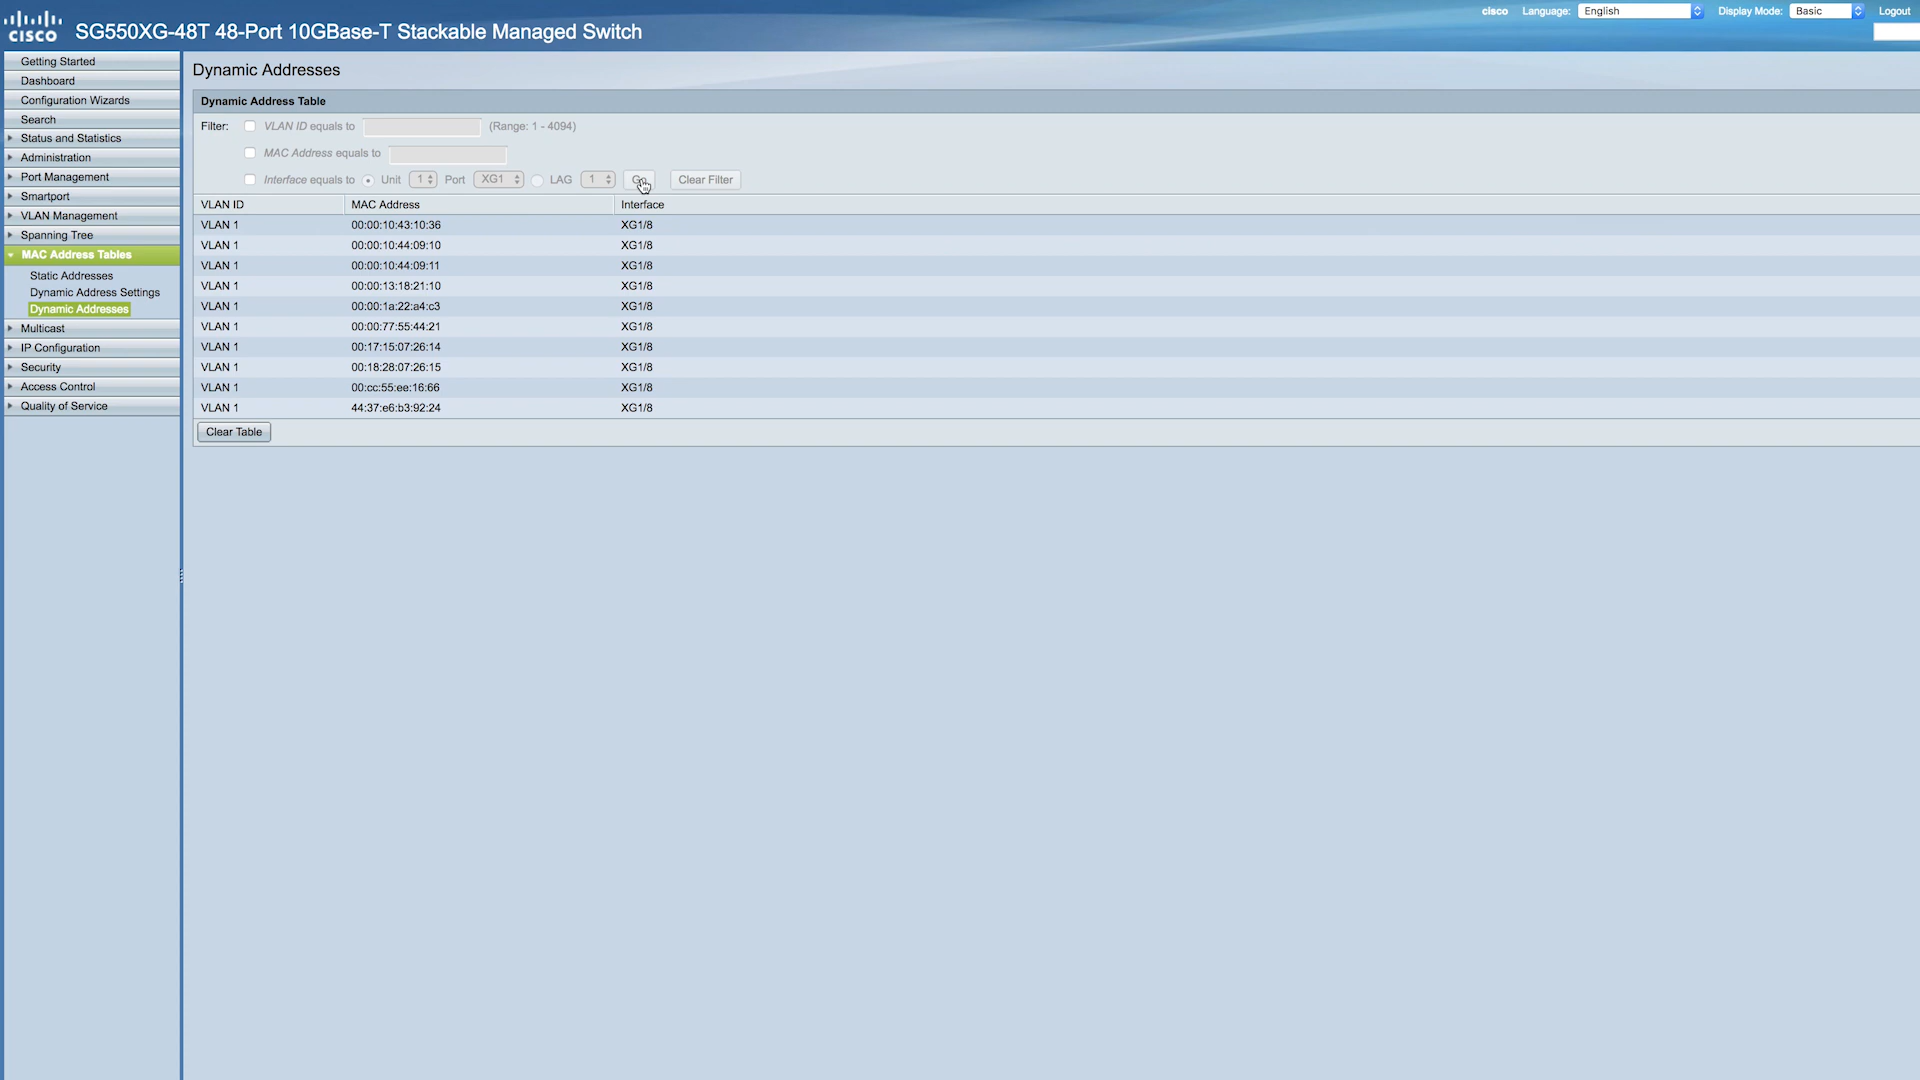 CISCO
SG550XG-48T 48-Port 10GBase-T Stackable Managed Switch
cisco Language: English Display Mode: Basic Logout
Getting Started
Dashboard
Configuration Wizards
Search
Status and Statistics
Administration
Port Management
Smartport
VLAN Management
Spanning Tree
MAC Address Tables
Static Addresses
Dynamic Address Settings
Dynamic Addresses
Multicast
IP Configuration
Security
Access Control
Quality of Service
Dynamic Addresses
Dynamic Address Table
Filter: VLAN ID equals to (Range: 1 - 4094)
MAC Address equals to
Interface equals to Unit 1 Port XG1 LAG 1 Go Clear Filter
VLAN ID MAC Address Interface
VLAN 1 00:00:10:43:10:36 XG1/8
VLAN 1 00:00:10:44:09:10 XG1/8
VLAN 1 00:00:10:44:09:11 XG1/8
VLAN 1 00:00:13:18:21:10 XG1/8
VLAN 1 00:00:1a:22:a4:c3 XG1/8
VLAN 1 00:00:77:55:44:21 XG1/8
VLAN 1 00:17:15:07:26:14 XG1/8
VLAN 1 00:18:28:07:26:15 XG1/8
VLAN 1 00:cc:55:ee:16:66 XG1/8
VLAN 1 44:37:e6:b3:92:24 XG1/8
Clear Table